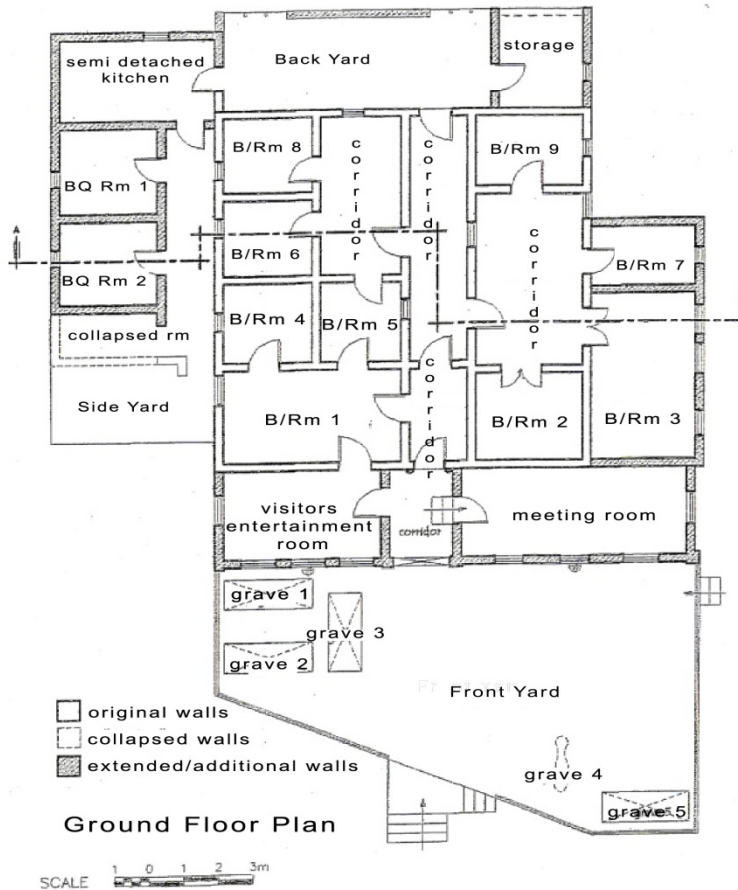 storage
semi detached
kitchen
Back Yard
B/Rm 8
corridor
corridor
B/Rm 9
BQ Rm 1
A
B/Rm 6
corridor
B/Rm 7
BQ Rm 2
collapsed rm
B/Rm 4
B/Rm 5
Side Yard
B/Rm 1
corridor
B/Rm 2
B/Rm 3
visitors
entertainment
room
corridor
meeting room
grave 1
grave 3
grave 2
Front Yard
original walls
collapsed walls
extended/additional walls
grave 4
grave 5
Ground Floor Plan
SCALE 1 0 1 2 3m